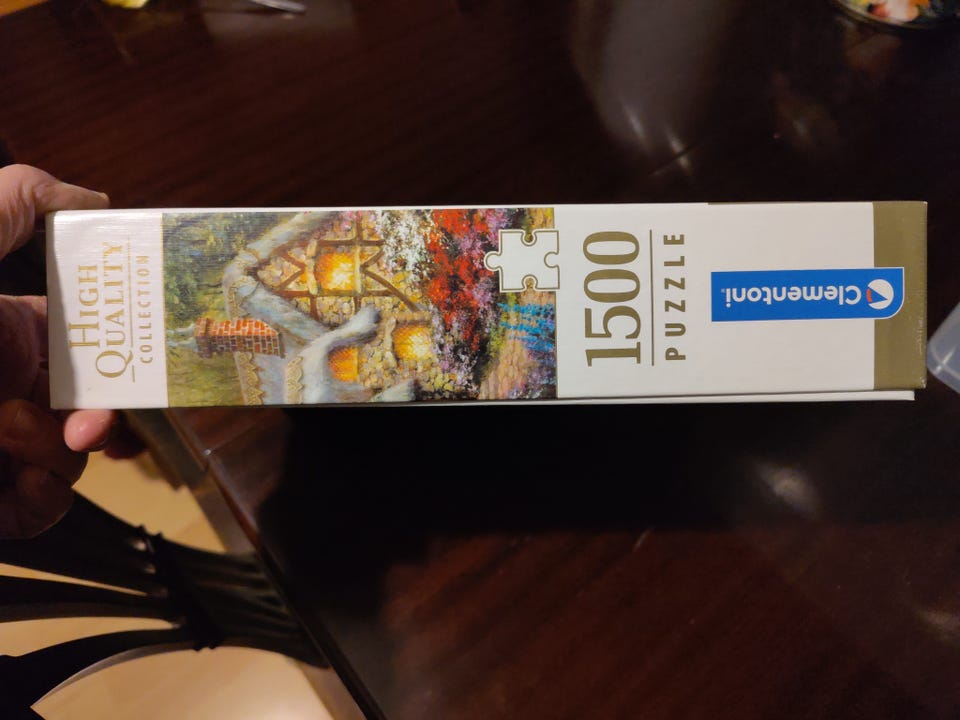 HIGH
QUALITY
COLLECTION
1500
PUZZLE
Clementoni®